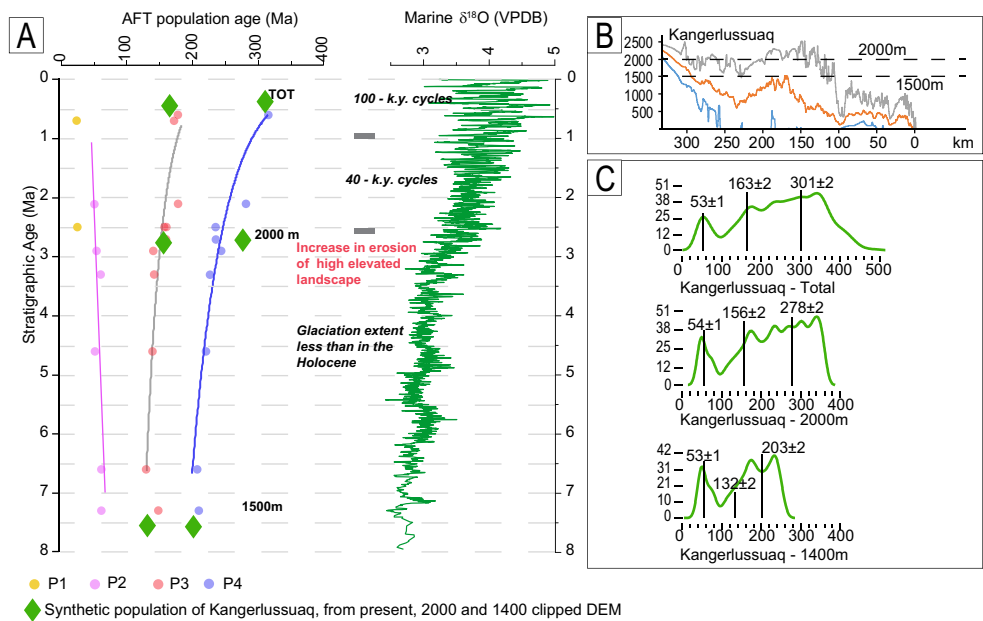 A
AFT population age (Ma)
0
100
200
300
400
Marine δ18O (VPDB)
3
4
5
Stratigraphic Age (Ma)
0
1
2
3
4
5
6
7
8
0
1
2
3
4
5
6
7
8
TOT
100 - k.y. cycles
40 - k.y. cycles
2000 m
Increase in erosion
of high elevated
landscape
Glaciation extent
less than in the
Holocene
1500m
P1
P2
P3
P4
Synthetic population of Kangerlussuaq, from present, 2000 and 1400 clipped DEM
B
Kangerlussuaq
2500
2000
1500
1000
500
2000m
1500m
300
250
200
150
100
50
0
km
C
51
38
25
12
0
53±1
163±2
301±2
0
100
200
300
400
500
Kangerlussuaq - Total
51
38
25
12
0
54±1
156±2
278±2
0
100
200
300
400
Kangerlussuaq - 2000m
42
31
21
10
0
53±1
132±2
203±2
0
100
200
300
400
Kangerlussuaq - 1400m